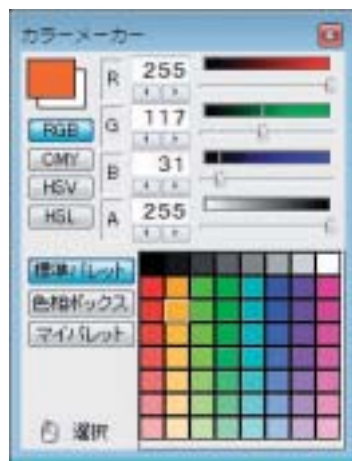 カラーメーカー
R 255
RGB
G 117
CMY
B 31
HSV
HSL
A 255
標準パレット
色相ボックス
マイパレット
選択